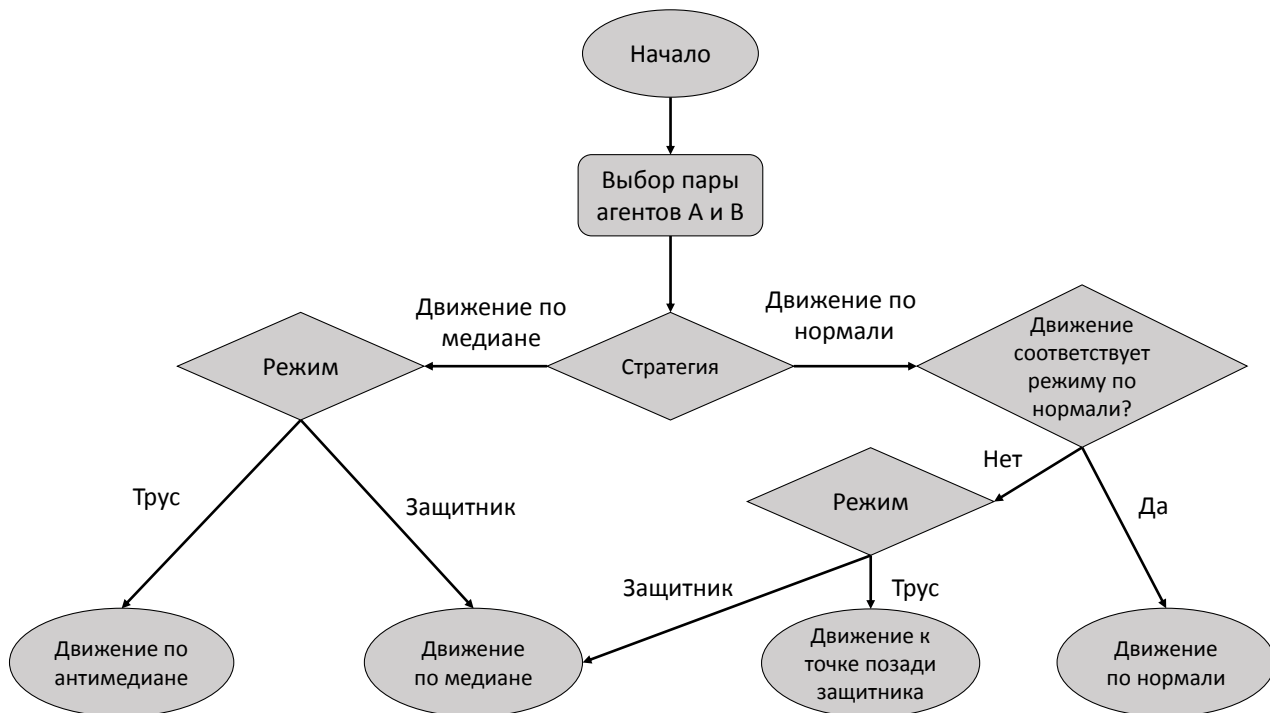 Начало
Выбор пары
агентов А и В
Движение по
медиане
Движение по
нормали
Режим
Стратегия
Движение
соответствует
режиму по
нормали?
Нет
Режим
Трус
Защитник
Да
Защитник
Трус
Движение по
антимедиане
Движение
по медиане
Движение к
точке позади
защитника
Движение
по нормали